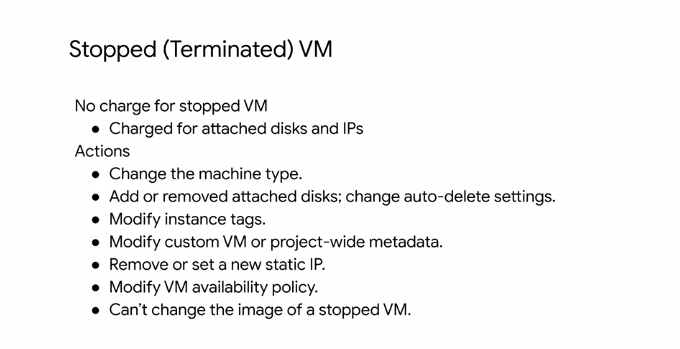 Stopped (Terminated) VM
No charge for stopped VM
● Charged for attached disks and IPs
Actions
● Change the machine type.
● Add or removed attached disks; change auto-delete settings.
● Modify instance tags.
● Modify custom VM or project-wide metadata.
● Remove or set a new static IP.
● Modify VM availability policy.
● Can't change the image of a stopped VM.